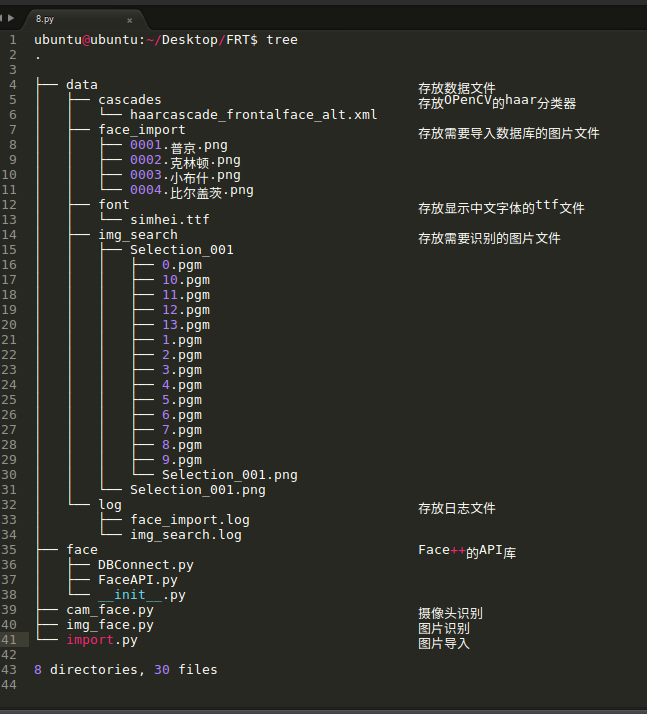 8.py ×
1 ubuntu@ubuntu:~/Desktop/FRT$ tree
2 .
3
4 ├── data 存放数据文件
5 │   ├── cascades 存放OPenCV的haar分类器
6 │   │   └── haarcascade_frontalface_alt.xml
7 │   ├── face_import 存放需要导入数据库的图片文件
8 │   │   ├── 0001.普京.png
9 │   │   ├── 0002.克林顿.png
10 │   │   ├── 0003.小布什.png
11 │   │   └── 0004.比尔盖茨.png
12 │   ├── font 存放显示中文字体的ttf文件
13 │   │   └── simhei.ttf
14 │   ├── img_search 存放需要识别的图片文件
15 │   │   ├── Selection_001
16 │   │   │   ├── 0.pgm
17 │   │   │   ├── 10.pgm
18 │   │   │   ├── 11.pgm
19 │   │   │   ├── 12.pgm
20 │   │   │   ├── 13.pgm
21 │   │   │   ├── 1.pgm
22 │   │   │   ├── 2.pgm
23 │   │   │   ├── 3.pgm
24 │   │   │   ├── 4.pgm
25 │   │   │   ├── 5.pgm
26 │   │   │   ├── 6.pgm
27 │   │   │   ├── 7.pgm
28 │   │   │   ├── 8.pgm
29 │   │   │   ├── 9.pgm
30 │   │   │   └── Selection_001.png
31 │   │   └── Selection_001.png
32 │   └── log 存放日志文件
33 │       ├── face_import.log
34 │       └── img_search.log
35 ├── face Face++的API库
36 │   ├── DBConnect.py
37 │   ├── FaceAPI.py
38 │   └── __init__.py
39 ├── cam_face.py 摄像头识别
40 ├── img_face.py 图片识别
41 └── import.py 图片导入
42
43 8 directories, 30 files
44